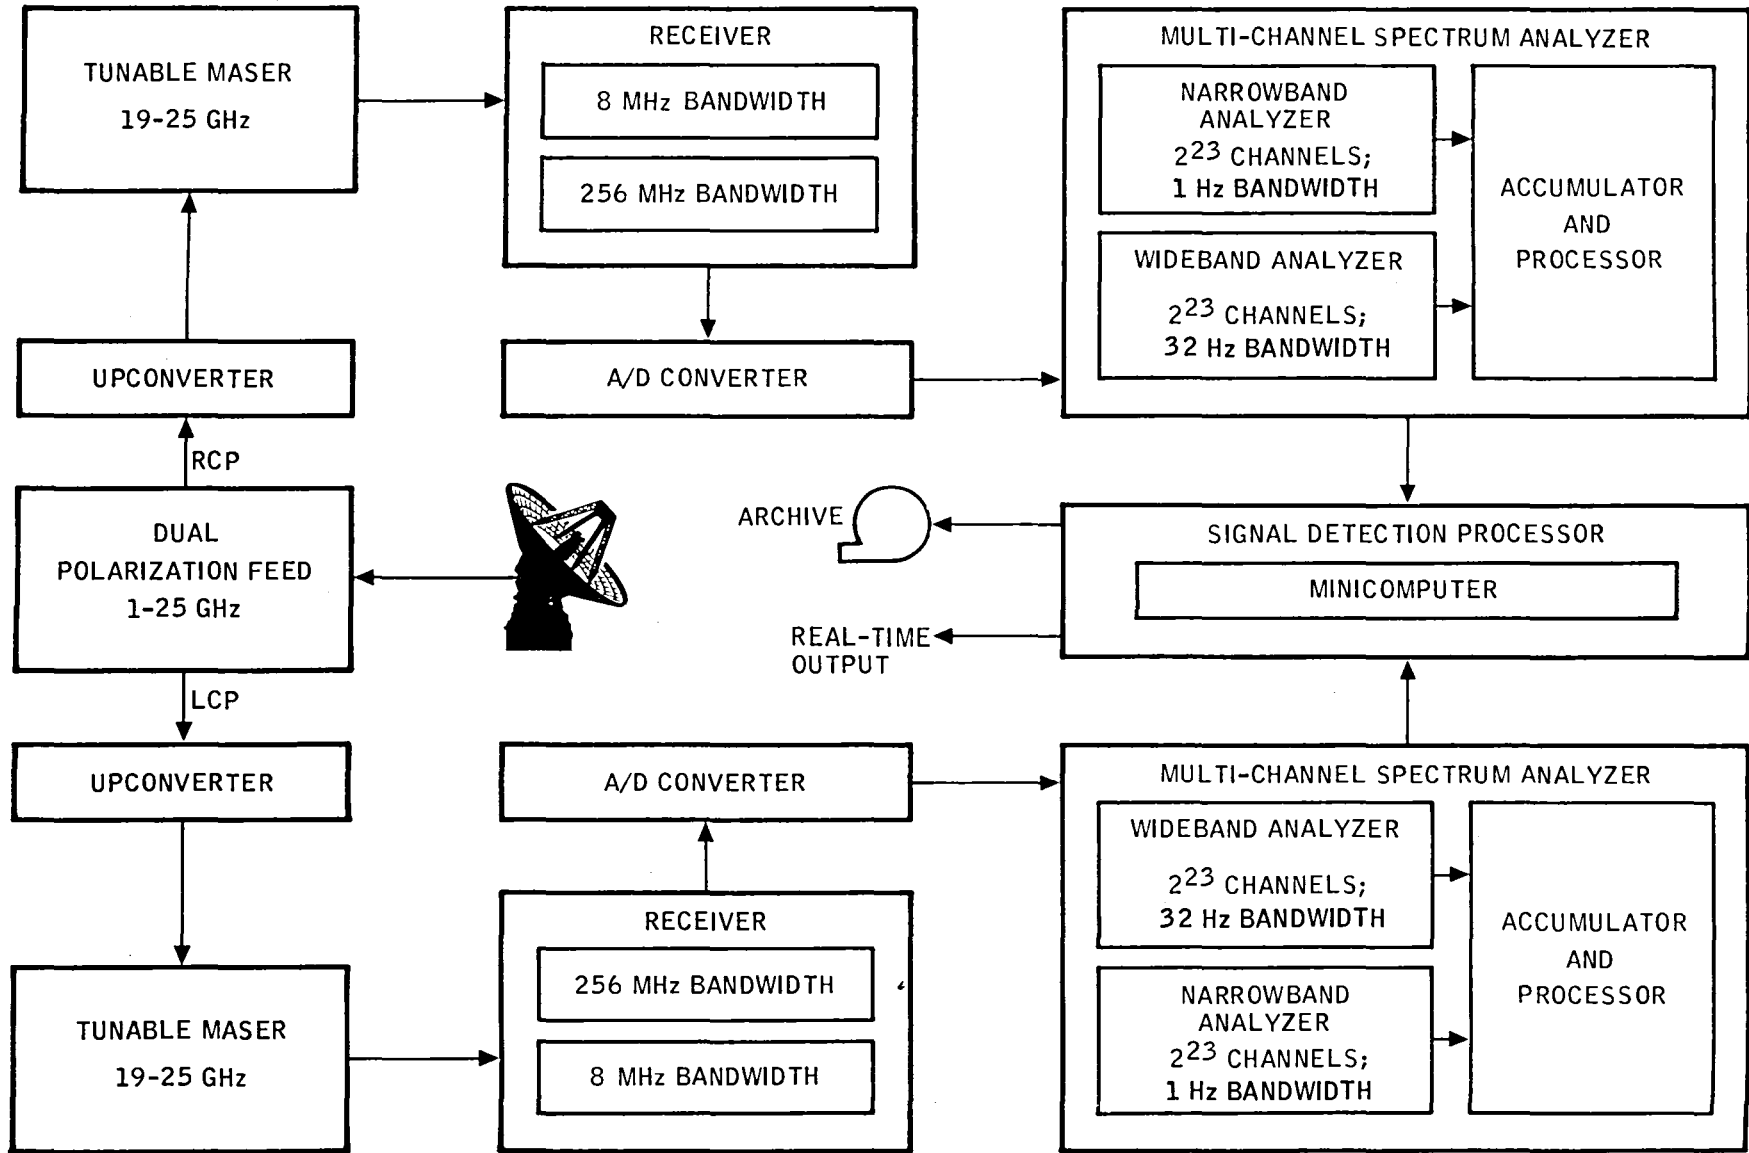 TUNABLE MASER
19-25 GHz
RECEIVER
8 MHz BANDWIDTH
256 MHz BANDWIDTH
MULTI-CHANNEL SPECTRUM ANALYZER
NARROWBAND
ANALYZER
2²³ CHANNELS;
1 Hz BANDWIDTH
WIDEBAND ANALYZER
2²³ CHANNELS;
32 Hz BANDWIDTH
ACCUMULATOR
AND
PROCESSOR
UPCONVERTER
A/D CONVERTER
RCP
DUAL
POLARIZATION FEED
1-25 GHz
ARCHIVE
SIGNAL DETECTION PROCESSOR
MINICOMPUTER
REAL-TIME
OUTPUT
LCP
UPCONVERTER
A/D CONVERTER
MULTI-CHANNEL SPECTRUM ANALYZER
WIDEBAND ANALYZER
2²³ CHANNELS;
32 Hz BANDWIDTH
NARROWBAND
ANALYZER
2²³ CHANNELS;
1 Hz BANDWIDTH
ACCUMULATOR
AND
PROCESSOR
RECEIVER
256 MHz BANDWIDTH
8 MHz BANDWIDTH
TUNABLE MASER
19-25 GHz